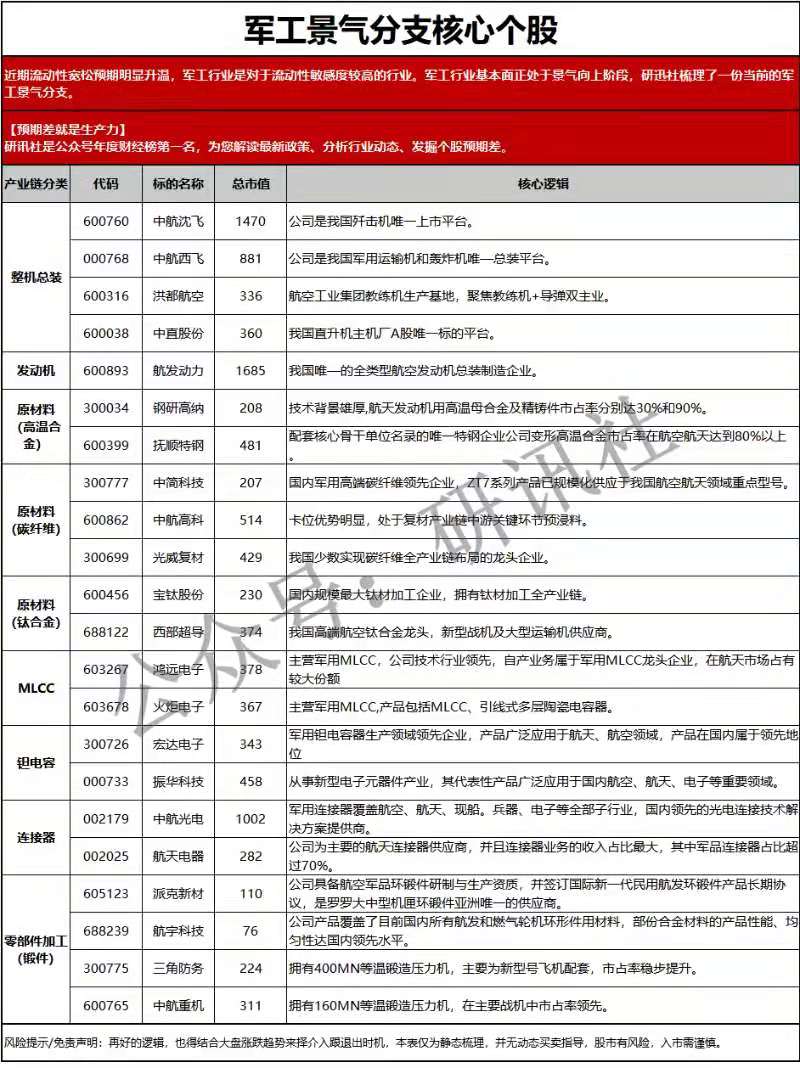 军工景气分支核心个股
近期流动性宽松预期明显升温，军工行业是对于流动性敏感度较高的行业。军工行业基本面正处于景气向上阶段，研迅社梳理了一份当前的军
工景气分支。
【预期差就是生产力】
研讯社是公众号年度财经榜第一名，为您解读最新政策、分析行业动态、发掘个股预期差。
产业链分类 代码 标的名称 总市值 核心逻辑
整机总装
600760 中航沈飞 1470 公司是我国歼击机唯一上市平台。
000768 中航西飞 881 公司是我国军用运输机和轰炸机唯一总装平台。
600316 洪都航空 336 航空工业集团教练机生产基地，聚焦教练机+导弹双主业。
600038 中直股份 360 我国直升机主机厂A股唯一标的平台。
发动机 600893 航发动力 1685 我国唯一的全类型航空发动机总装制造企业。
原材料
(高温合
金)
300034 钢研高纳 208 技术背景雄厚,航天发动机用高温母合金及精铸件市占率分别达30%和90%。
600399 抚顺特钢 481 配套核心骨干单位名录的唯一特钢企业公司变形高温合金市占率在航空航天达到80%以上
。
原材料
(碳纤维)
300777 中简科技 207 国内军用高端碳纤维领先企业，ZT7系列产品已规模化供应于我国航空航天领域重点型号。
600862 中航高科 514 卡位优势明显，处于复材产业链中游关键环节预浸料。
300699 光威复材 429 我国少数实现碳纤维全产业链布局的龙头企业。
原材料
(钛合金)
600456 宝钛股份 230 国内规模最大钛材加工企业，拥有钛材加工全产业链。
688122 西部超导 374 我国高端航空钛合金龙头，新型战机及大型运输机供应商。
MLCC
603267 鸿远电子 378 主营军用MLCC，公司技术行业领先，自产业务属于军用MLCC龙头企业，在航天市场占有
较大份额
603678 火炬电子 367 主营军用MLCC,产品包括MLCC、引线式多层陶瓷电容器。
钽电容
300726 宏达电子 343 军用钽电容器生产领域领先企业，产品广泛应用于航天、航空领域，产品在国内属于领先地
位
000733 振华科技 458 从事新型电子元器件产业，其代表性产品广泛应用于国内航空、航天、电子等重要领域。
连接器
002179 中航光电 1002 军用连接器覆盖航空、航天、现船。兵器、电子等全部子行业，国内领先的光电连接技术解
决方案提供商。
002025 航天电器 282 公司为主要的航天连接器供应商，并且连接器业务的收入占比最大，其中军品连接器占比超
过70%。
零部件加工
(锻件)
605123 派克新材 110 公司具备航空军品环锻件研制与生产资质，并签订国际新一代民用航发环锻件产品长期协
议，是罗罗大中型机匣环锻件亚洲唯一的供应商。
688239 航宇科技 76 公司产品覆盖了目前国内所有航发和燃气轮机环形件用材料，部份合金材料的产品性能、均
匀性达国内领先水平。
300775 三角防务 224 拥有400MN等温锻造压力机，主要为新型号飞机配套，市占率稳步提升。
600765 中航重机 311 拥有160MN等温锻造压力机，在主要战机中市占率领先。
风险提示/免责声明：再好的逻辑，也得结合大盘涨跌趋势来择介入跟退出时机，本表仅为静态梳理，并无动态买卖指导，股市有风险，入市需谨慎。
公众号：研讯社